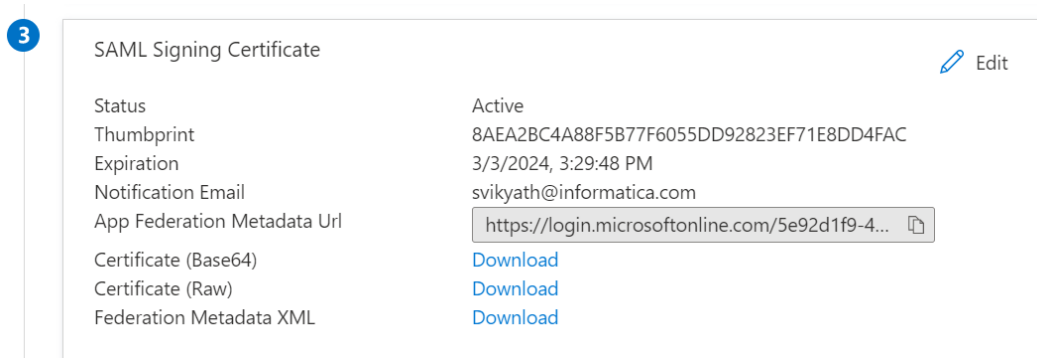 3
SAML Signing Certificate
Edit
Status Active
Thumbprint 8AEA2BC4A88F5B77F6055DD92823EF71E8DD4FAC
Expiration 3/3/2024, 3:29:48 PM
Notification Email svikyath@informatica.com
App Federation Metadata Url https://login.microsoftonline.com/5e92d1f9-4...
Certificate (Base64) Download
Certificate (Raw) Download
Federation Metadata XML Download